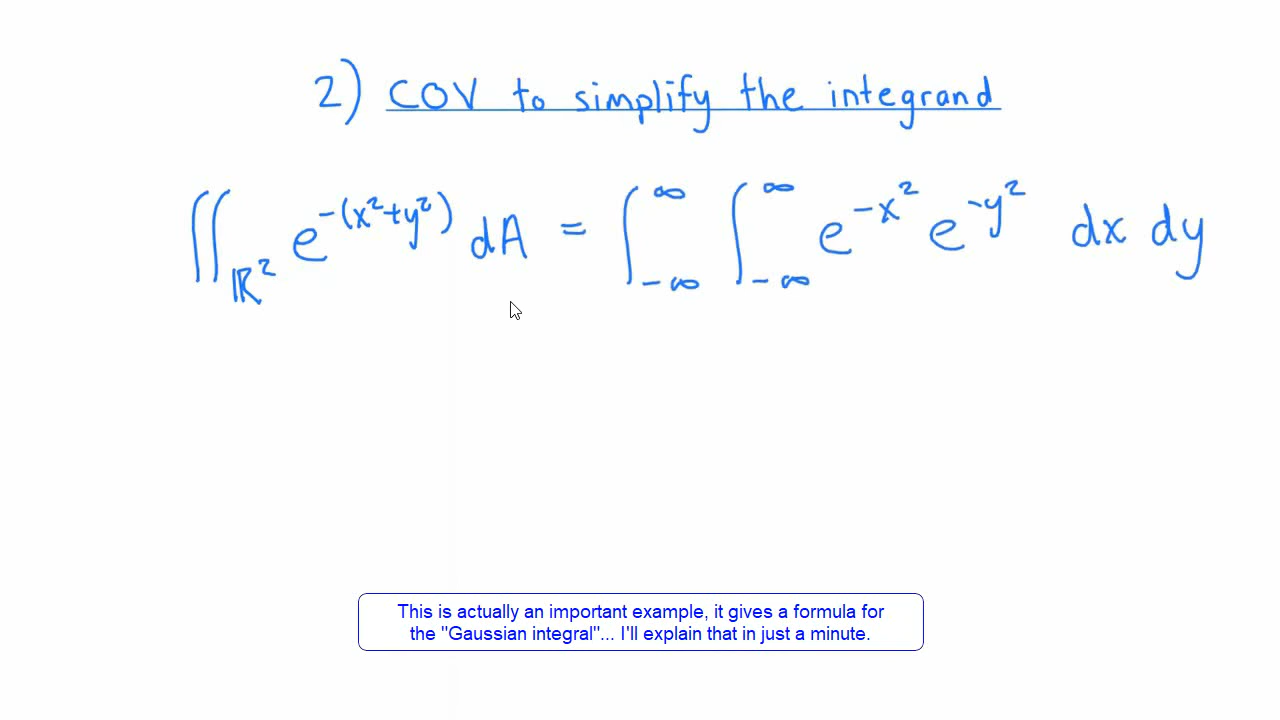 2) COV to simplify the integrand
∬_ℝ² e^-(x²+y²) dA = ∫_-∞^∞ ∫_-∞^∞ e^-x² e^-y² dx dy
This is actually an important example, it gives a formula for
the "Gaussian integral"... I'll explain that in just a minute.